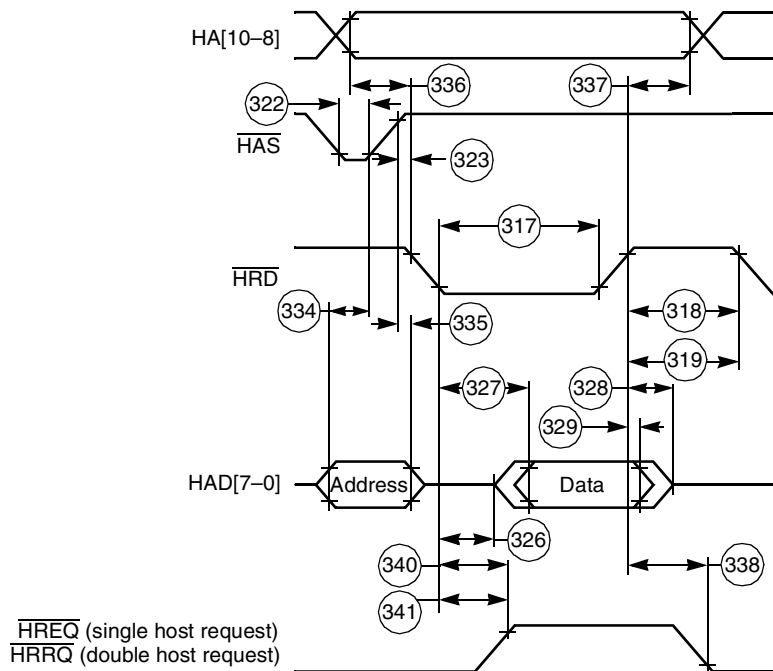 HA[10–8]
336
337
322
HAS
323
317
HRD
334
335
318
319
327
328
329
HAD[7–0]
Address
Data
326
340
338
341
HREQ (single host request)
HRRQ (double host request)